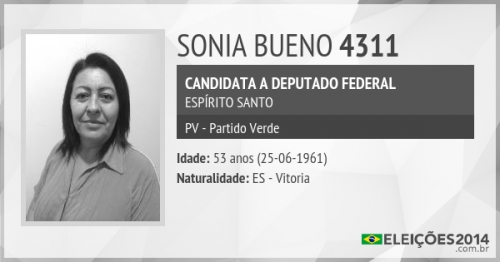 SONIA BUENO 4311
CANDIDATA A DEPUTADO FEDERAL
ESPÍRITO SANTO
PV - Partido Verde
Idade: 53 anos (25-06-1961)
Naturalidade: ES - Vitoria
ELEIÇÕES2014
.com.br